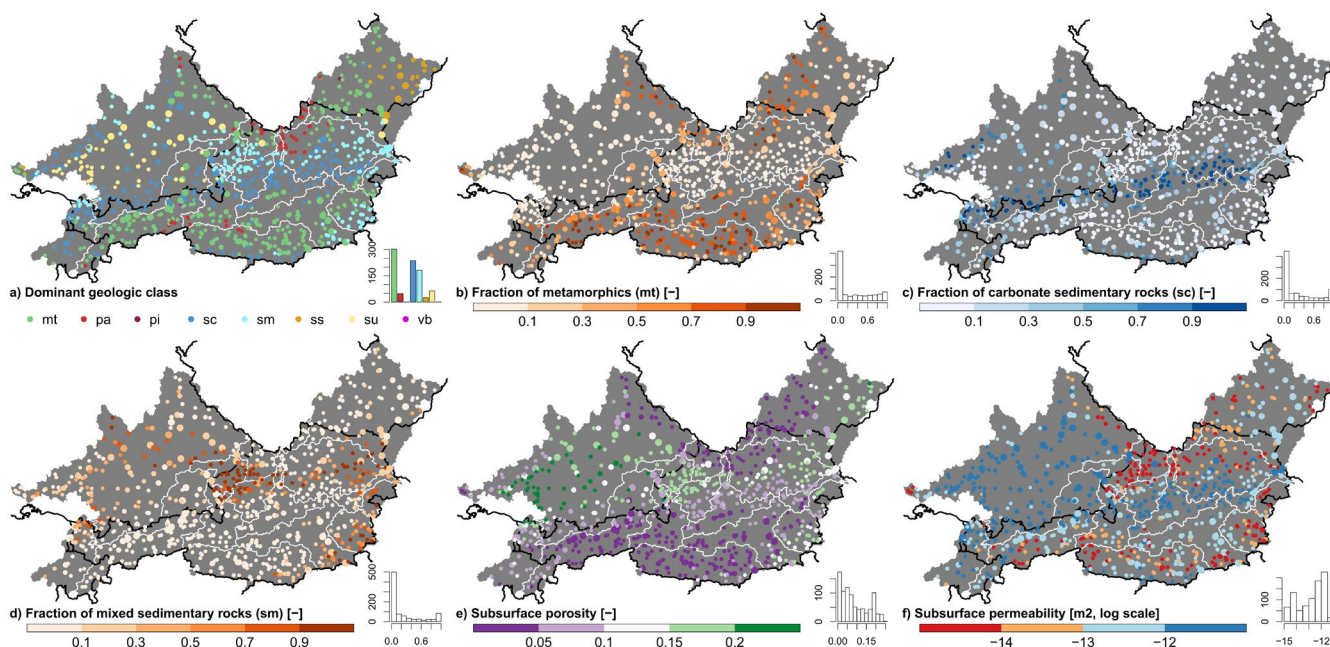 300
150
0
a) Dominant geologic class
mt pa pi sc sm ss su vb
0 200
0.0 0.6
b) Fraction of metamorphics (mt) [−]
0.1 0.3 0.5 0.7 0.9
0 200
0.0 0.6
c) Fraction of carbonate sedimentary rocks (sc) [−]
0.1 0.3 0.5 0.7 0.9
0 200 500
0.0 0.6
d) Fraction of mixed sedimentary rocks (sm) [−]
0.1 0.3 0.5 0.7 0.9
0 100
0.00 0.15
e) Subsurface porosity [−]
0.05 0.1 0.15 0.2
0 100
−15 −12
f) Subsurface permeability [m2, log scale]
−14 −13 −12